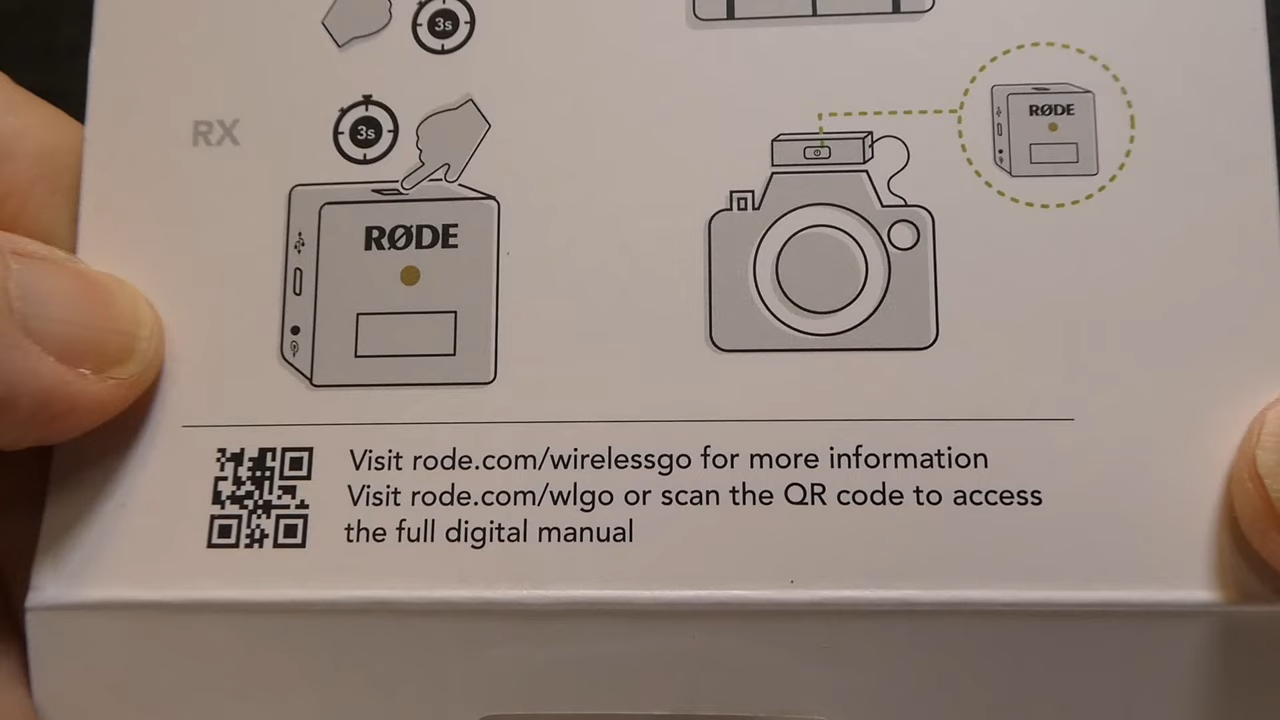 3s
RX
3s
RØDE
RØDE
Visit rode.com/wirelessgo for more information
Visit rode.com/wlgo or scan the QR code to access
the full digital manual